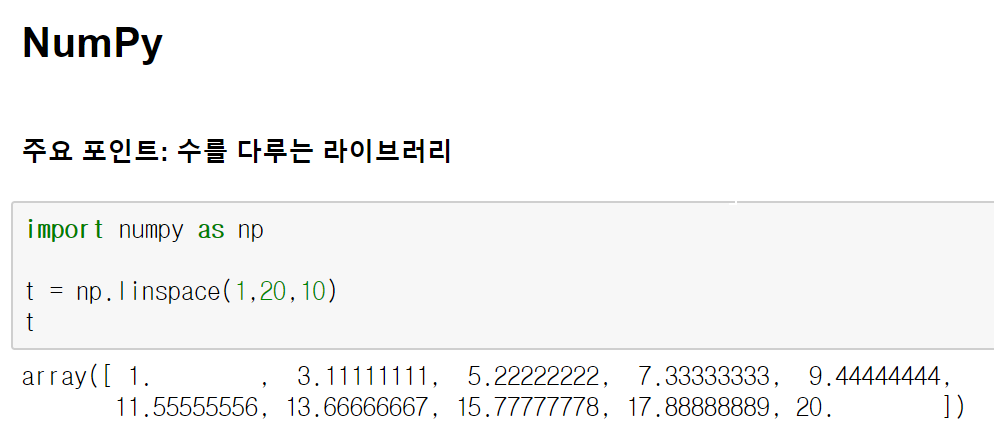 NumPy
주요 포인트: 수를 다루는 라이브러리
import numpy as np
t = np.linspace(1,20,10)
t
array([ 1.        ,  3.11111111,  5.22222222,  7.33333333,  9.44444444,
       11.55555556, 13.66666667, 15.77777778, 17.88888889, 20.        ])